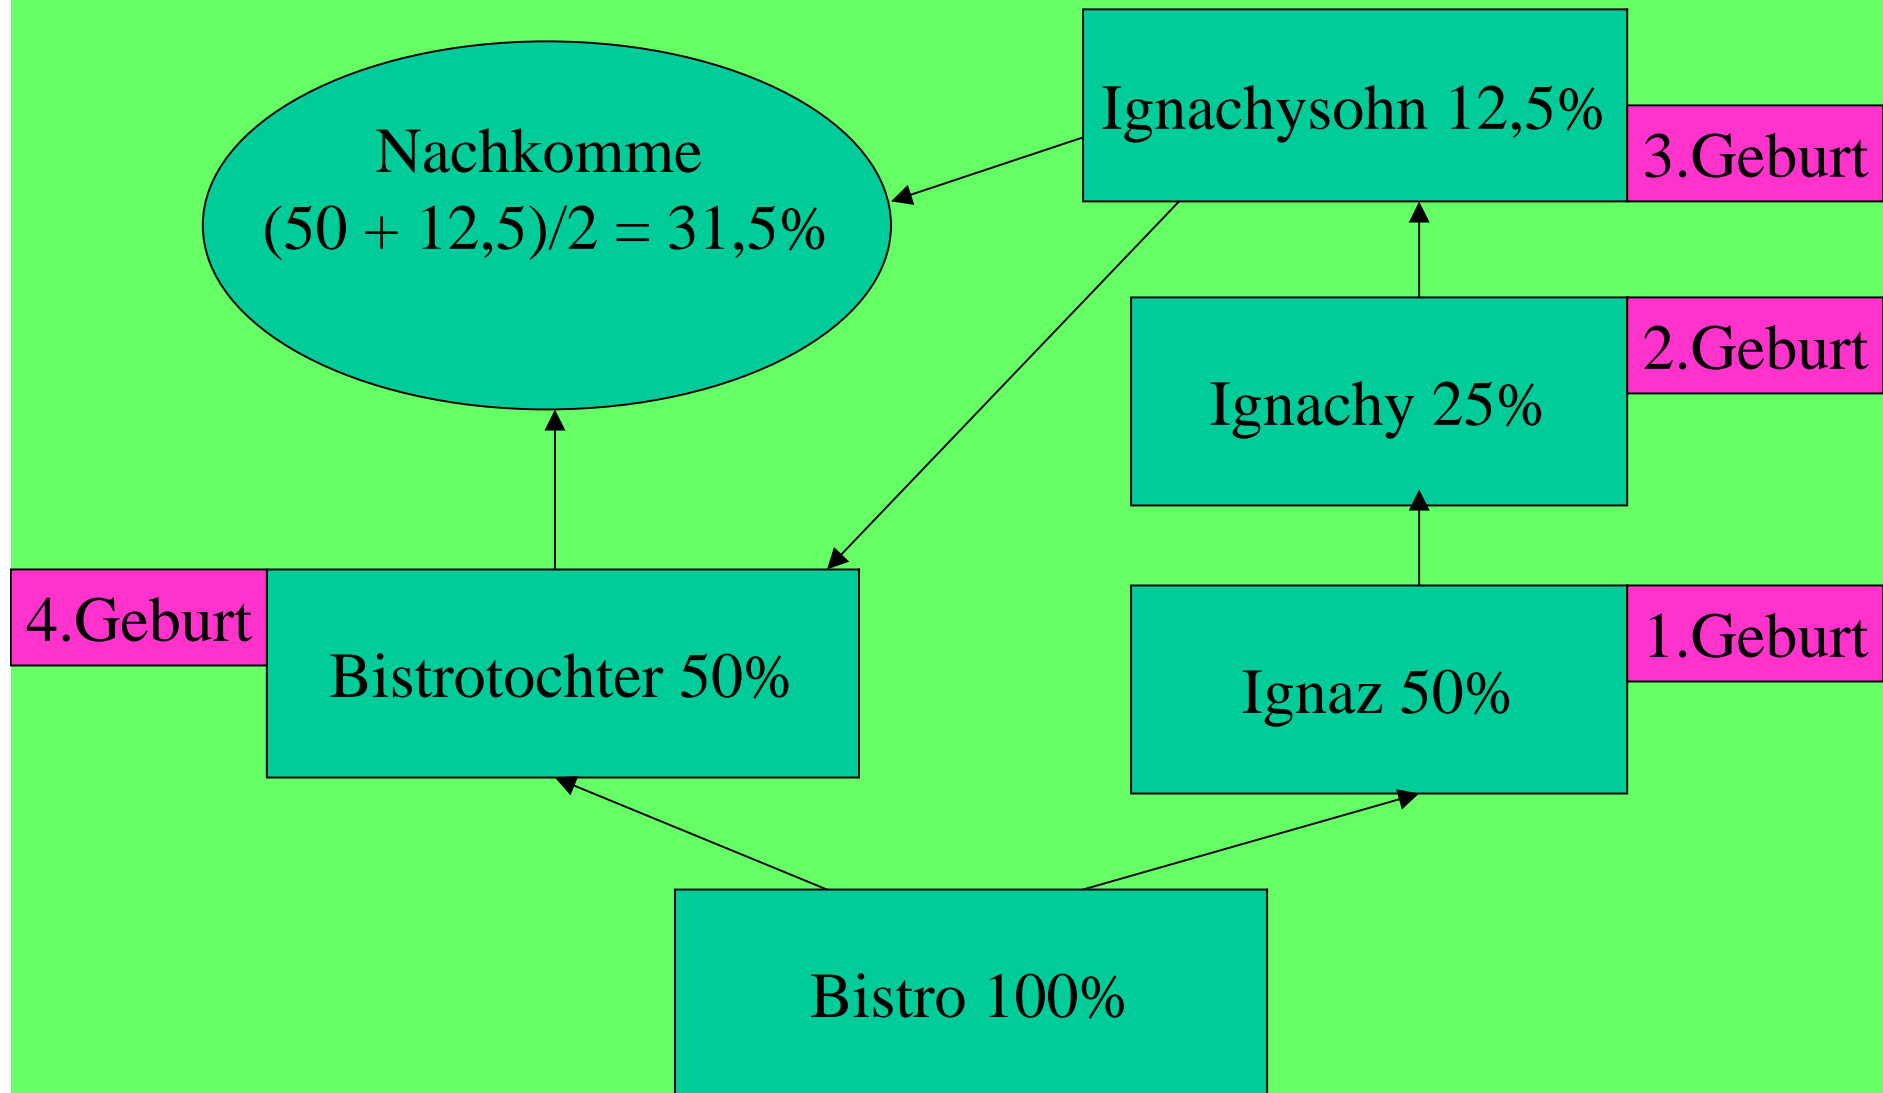 Nachkomme
(50 + 12,5)/2 = 31,5%
Ignachysohn 12,5%
3.Geburt
Ignachy 25%
2.Geburt
4.Geburt
Bistrotochter 50%
Ignaz 50%
1.Geburt
Bistro 100%